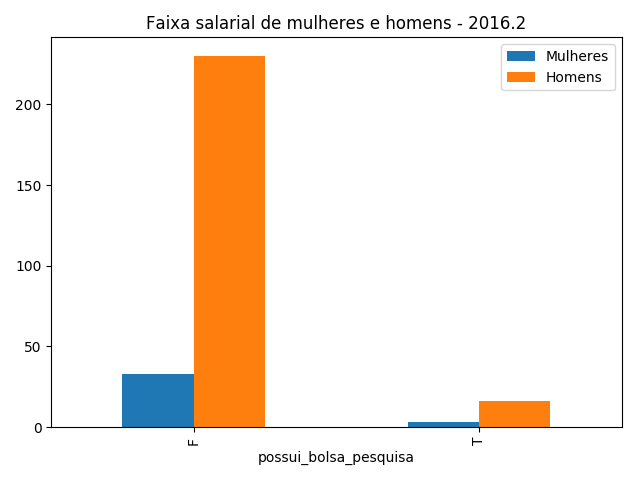 Faixa salarial de mulheres e homens - 2016.2
Mulheres
Homens
200
150
100
50
0
F
T
possui_bolsa_pesquisa